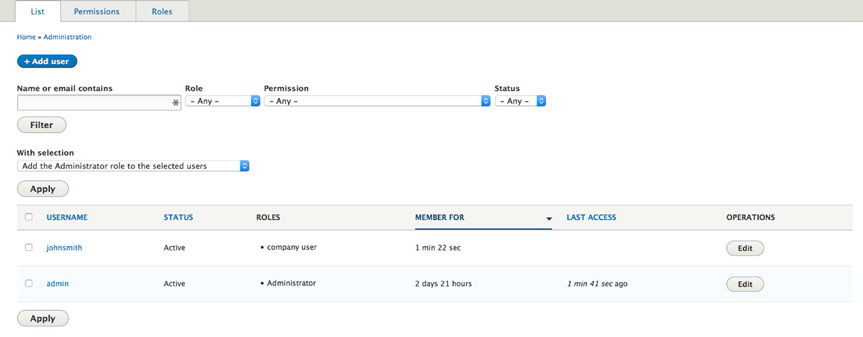 List Permissions Roles
Home » Administration
+ Add user
Name or email contains Role Permission Status
- Any - - Any - - Any -
Filter
With selection
Add the Administrator role to the selected users
Apply
USERNAME STATUS ROLES MEMBER FOR LAST ACCESS OPERATIONS
johnsmith Active • company user 1 min 22 sec Edit
admin Active • Administrator 2 days 21 hours 1 min 41 sec ago Edit
Apply